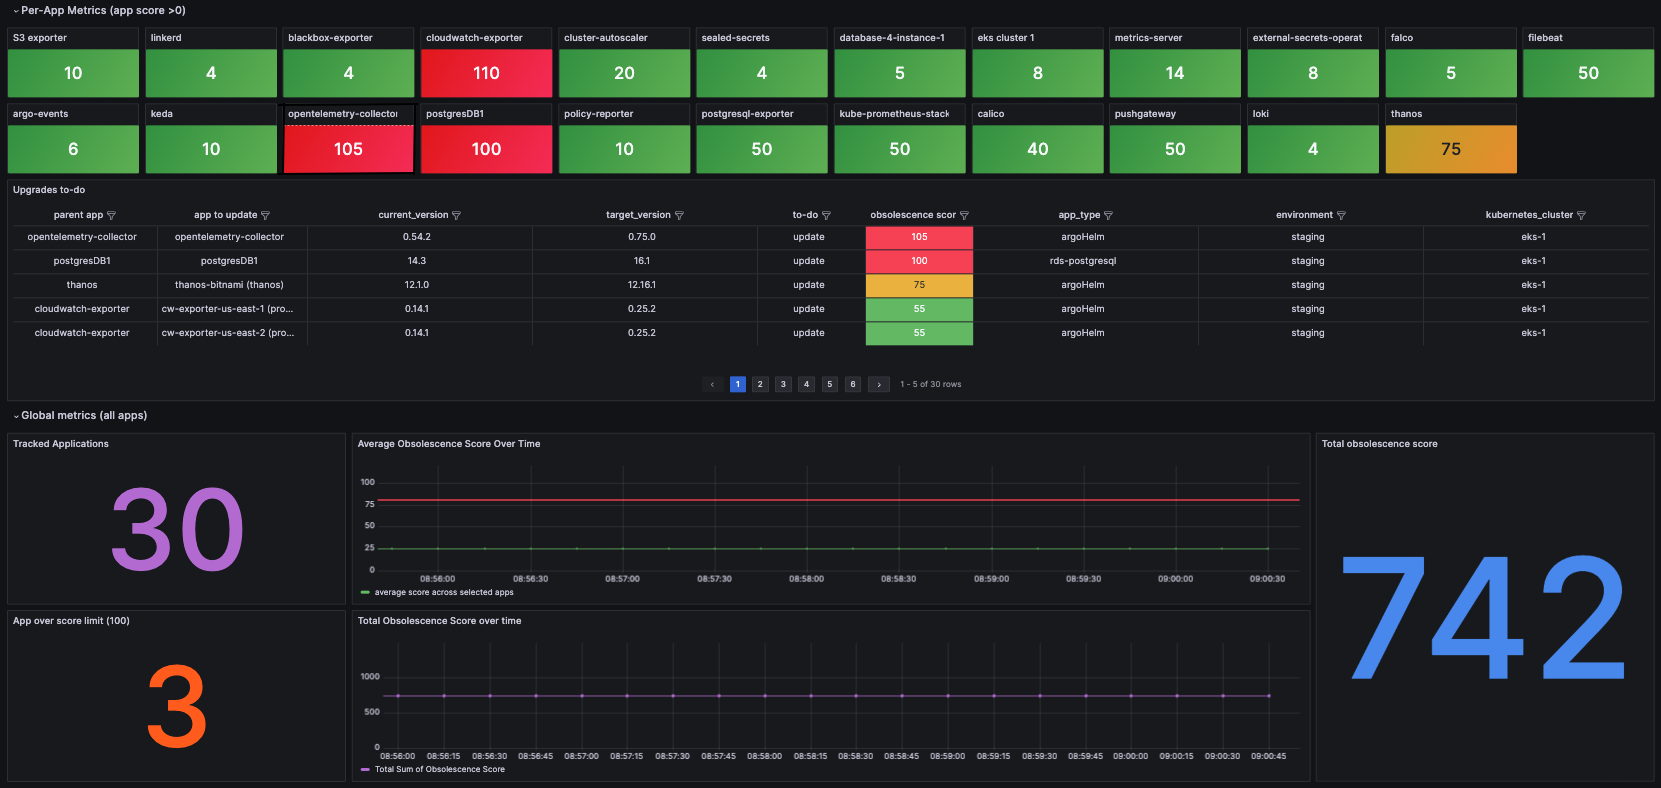 Per-App Metrics (app score >0)
S3 exporter linkerd blackbox-exporter cloudwatch-exporter cluster-autoscaler sealed-secrets database-4-instance-1 eks cluster 1 metrics-server external-secrets-operat falco filebeat
10 4 4 110 20 4 5 8 14 8 5 50
argo-events keda opentelemetry-collector postgresDB1 policy-reporter postgresql-exporter kube-prometheus-stack calico pushgateway loki thanos
6 10 105 100 10 50 50 40 50 4 75
Upgrades to-do
parent app app to update current_version target_version to-do obsolescence scor app_type environment kubernetes_cluster
opentelemetry-collector opentelemetry-collector 0.54.2 0.75.0 update 105 argoHelm staging eks-1
postgresDB1 postgresDB1 14.3 16.1 update 100 rds-postgresql staging eks-1
thanos thanos-bitnami (thanos) 12.1.0 12.16.1 update 75 argoHelm staging eks-1
cloudwatch-exporter cw-exporter-us-east-1 (pro... 0.14.1 0.25.2 update 55 argoHelm staging eks-1
cloudwatch-exporter cw-exporter-us-east-2 (pro... 0.14.1 0.25.2 update 55 argoHelm staging eks-1
‹ 1 2 3 4 5 6 › 1 - 5 of 30 rows
Global metrics (all apps)
Tracked Applications
30
Average Obsolescence Score Over Time
100
75
50
25
0
08:56:00 08:56:30 08:57:00 08:57:30 08:58:00 08:58:30 08:59:00 08:59:30 09:00:00 09:00:30
average score across selected apps
Total obsolescence score
742
App over score limit (100)
3
Total Obsolescence Score over time
1000
500
0
08:56:00 08:56:15 08:56:30 08:56:45 08:57:00 08:57:15 08:57:30 08:57:45 08:58:00 08:58:15 08:58:30 08:58:45 08:59:00 08:59:15 08:59:30 08:59:45 09:00:00 09:00:15 09:00:30 09:00:45
Total Sum of Obsolescence Score